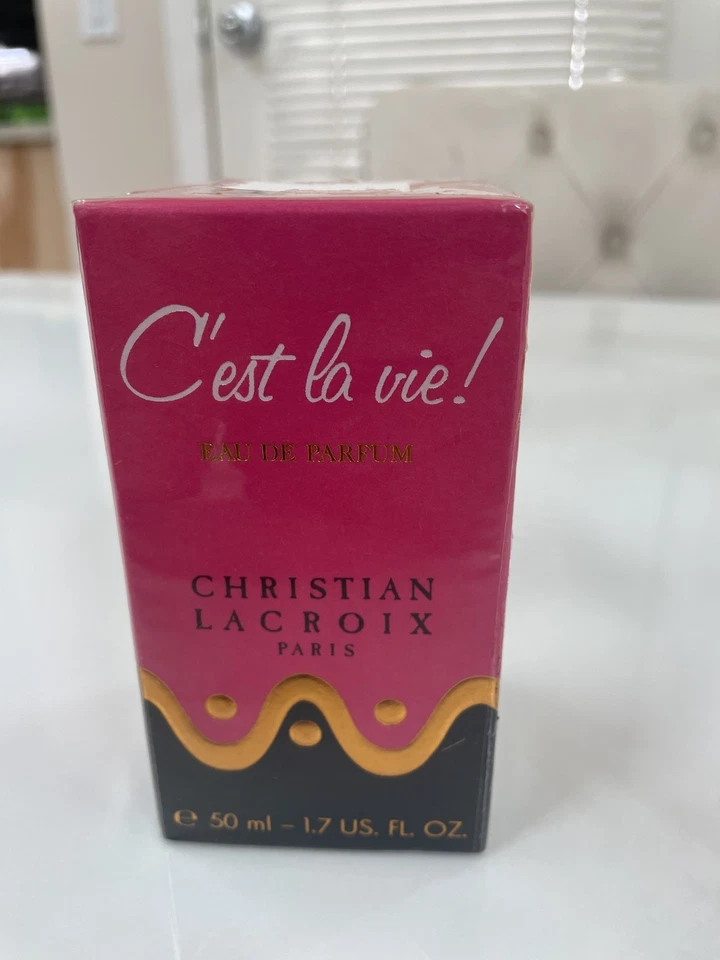 C'est la vie!
EAU DE PARFUM
CHRISTIAN
LACROIX
PARIS
℮ 50 ml – 1.7 US. FL. OZ.